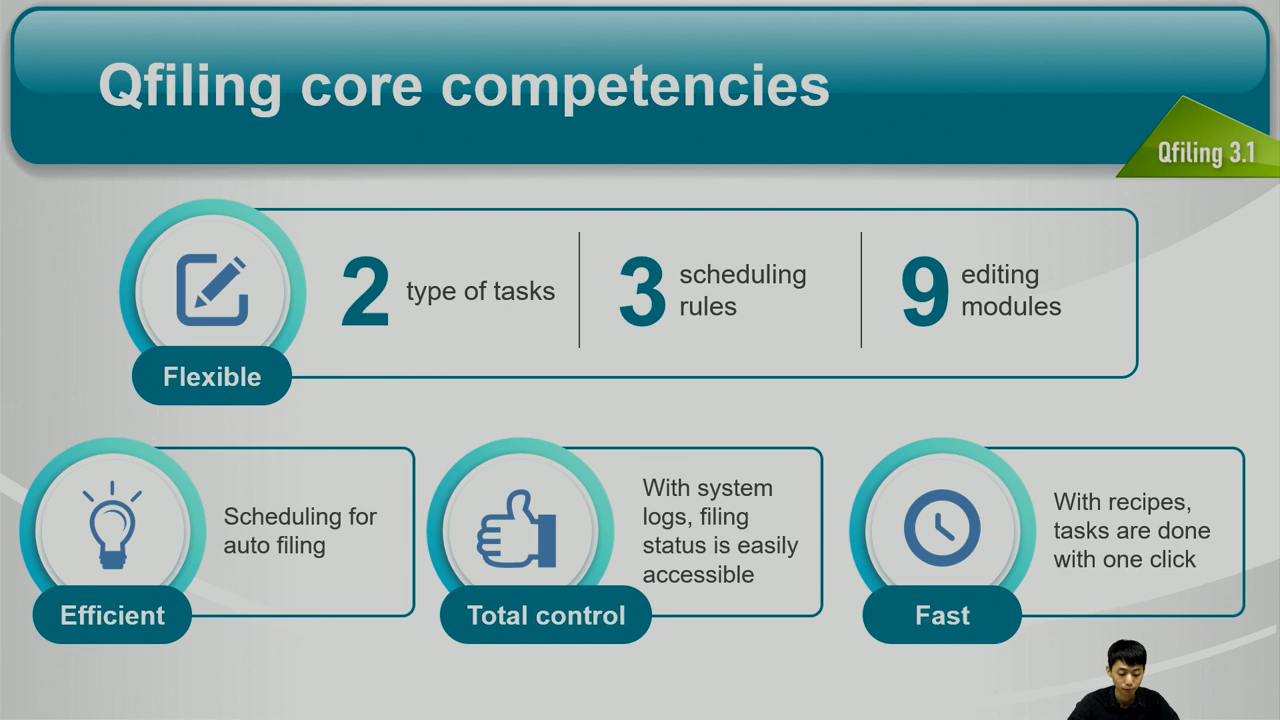 Qfiling core competencies
Qfiling 3.1
2 type of tasks
3 scheduling
rules
9 editing
modules
Flexible
Scheduling for
auto filing
Efficient
With system
logs, filing
status is easily
accessible
Total control
With recipes,
tasks are done
with one click
Fast